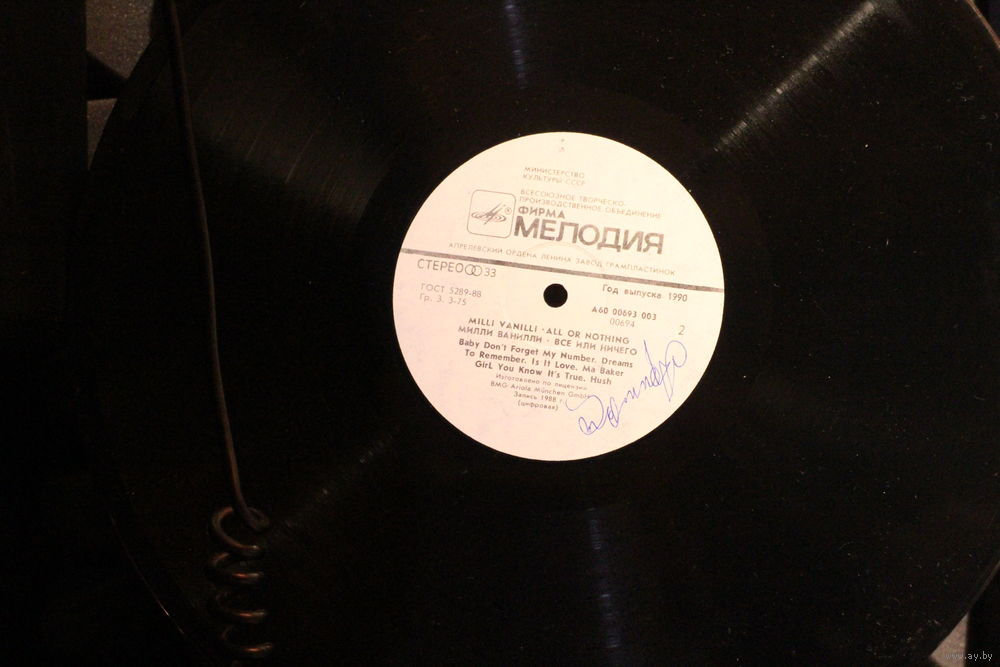 МИНИСТЕРСТВО
КУЛЬТУРЫ СССР
ВСЕСОЮЗНОЕ ТВОРЧЕСКО-
ПРОИЗВОДСТВЕННОЕ ОБЪЕДИНЕНИЕ
ФИРМА
МЕЛОДИЯ
АПРЕЛЕВСКИЙ ОРДЕНА ЛЕНИНА ЗАВОД ГРАМПЛАСТИНОК
СТЕРЕО 33
ГОСТ 5289-88
Гр. 3. 3-75
Год выпуска 1990
А60 00693 003
00694
2
MILLI VANILLI · ALL OR NOTHING
МИЛЛИ ВАНИЛЛИ · ВСЕ ИЛИ НИЧЕГО
Baby Don't Forget My Number. Dreams
To Remember. Is It Love. Ma Baker
Girl You Know It's True. Hush
Изготовлено по лицензии
BMG Ariola München GmbH
Запись 1988 г.
(цифровая)
www.ay.by